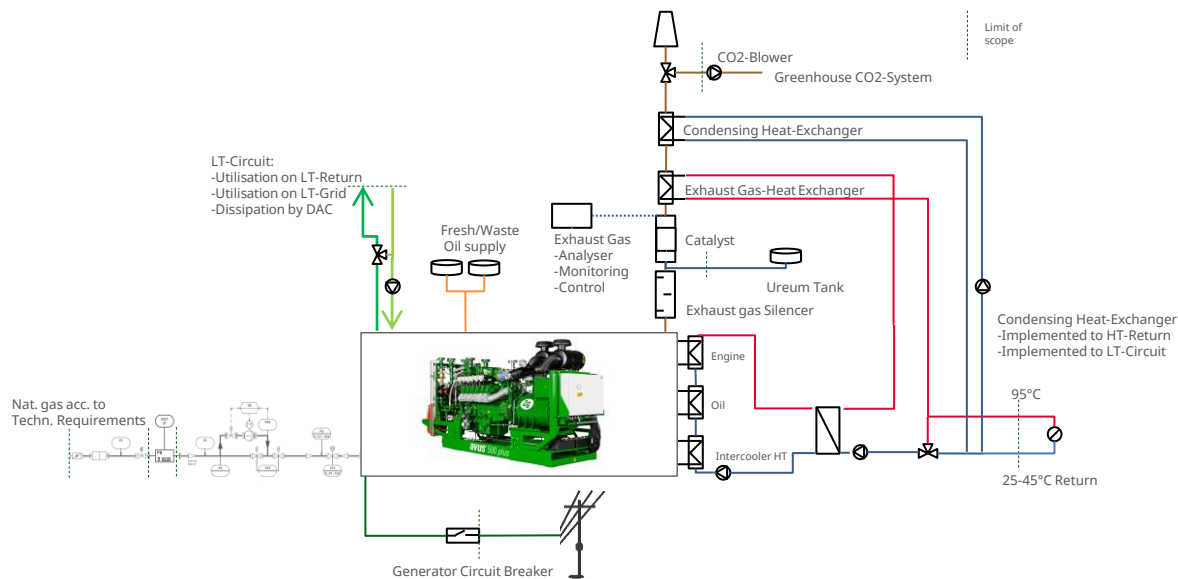 Limit of
scope
CO2-Blower
Greenhouse CO2-System
Condensing Heat-Exchanger
LT-Circuit:
-Utilisation on LT-Return
-Utilisation on LT-Grid
-Dissipation by DAC
Exhaust Gas-Heat Exchanger
Fresh/Waste
Oil supply
Exhaust Gas
-Analyser
-Monitoring
-Control
Catalyst
Ureum Tank
Exhaust gas Silencer
Condensing Heat-Exchanger
-Implemented to HT-Return
-Implemented to LT-Circuit
Engine
Oil
Intercooler HT
95°C
25-45°C Return
Nat. gas acc. to
Techn. Requirements
avus 500 plus
Generator Circuit Breaker